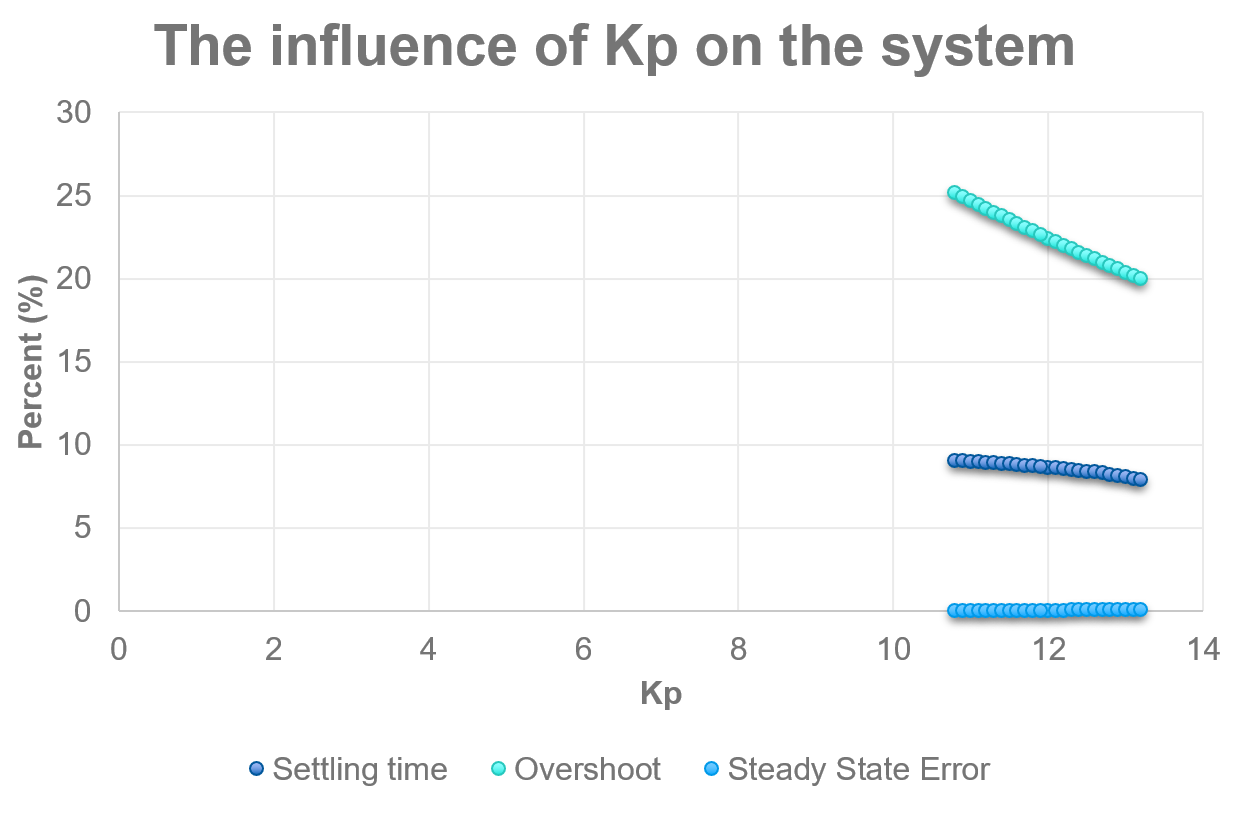 The influence of Kp on the system
30
25
20
15
10
5
0
Percent (%)
0 2 4 6 8 10 12 14
Kp
Settling time Overshoot Steady State Error